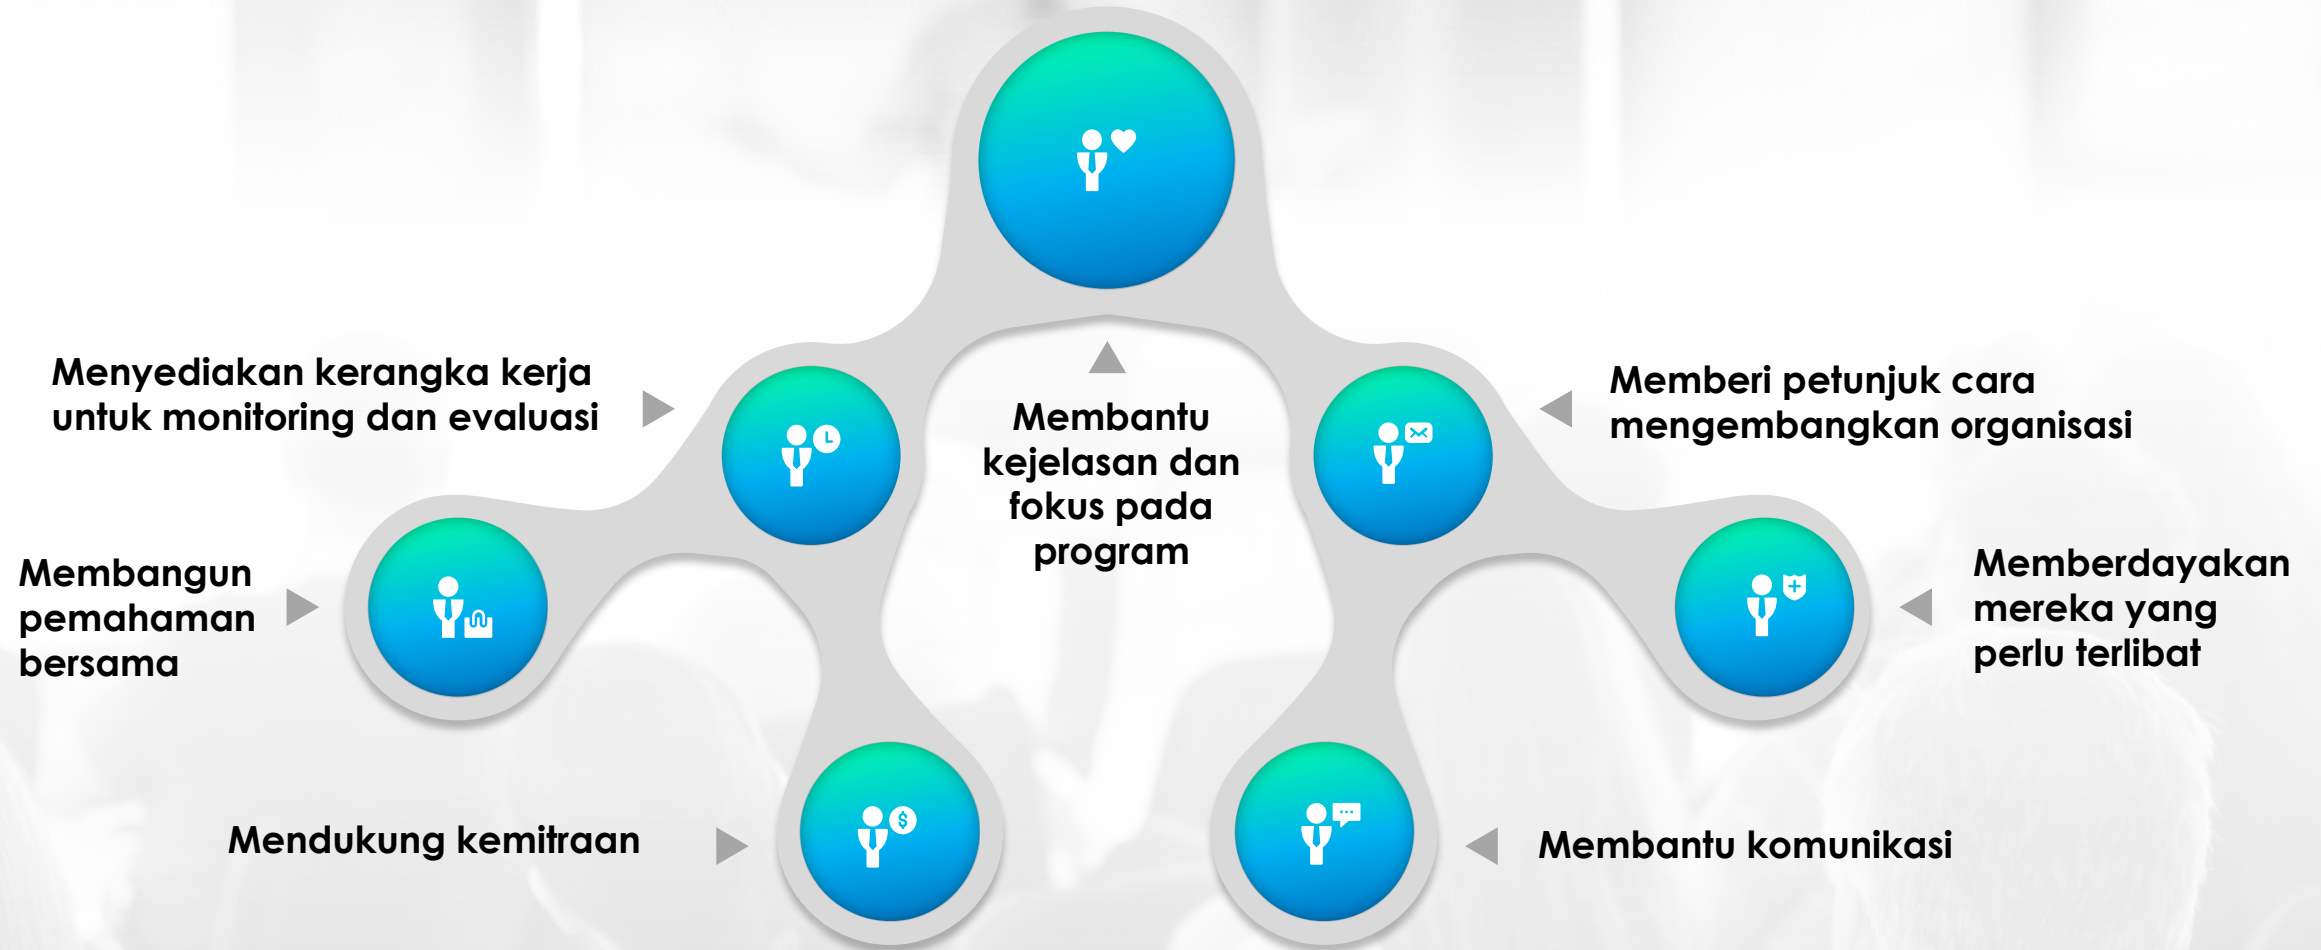 Menyediakan kerangka kerja
untuk monitoring dan evaluasi
Membangun
pemahaman
bersama
Mendukung kemitraan
Membantu
kejelasan dan
fokus pada
program
Memberi petunjuk cara
mengembangkan organisasi
Memberdayakan
mereka yang
perlu terlibat
Membantu komunikasi